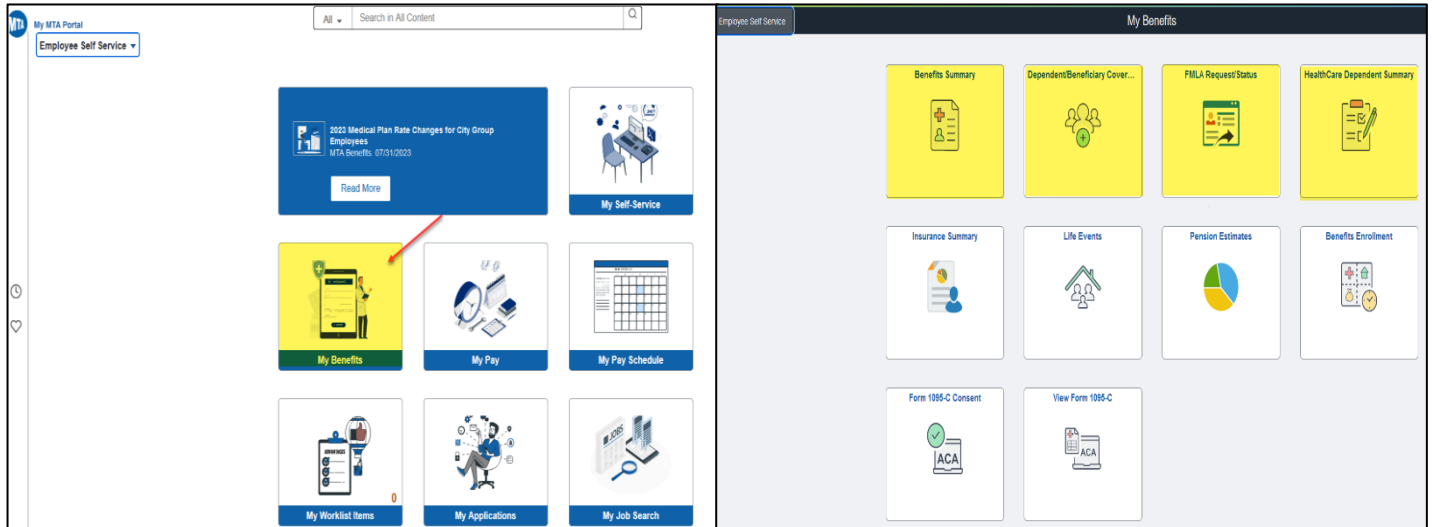 MTA
My MTA Portal
All
Search in All Content
Employee Self Service
2023 Medical Plan Rate Changes for City Group
Employees
MTA Benefits 07/31/2023
Read More
My Self-Service
My Benefits
My Pay
My Pay Schedule
0
My Worklist Items
My Applications
JOBS
My Job Search
Employee Self Service
My Benefits
Benefits Summary
Dependent/Beneficiary Cover...
FMLA Request/Status
HealthCare Dependent Summary
Insurance Summary
Life Events
Pension Estimates
Benefits Enrollment
Form 1095-C Consent
View Form 1095-C
ACA
ACA